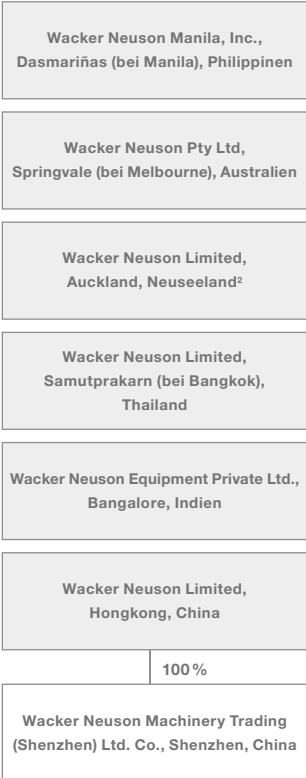 Wacker Neuson Manila, Inc.,
Dasmariñas (bei Manila), Philippinen
Wacker Neuson Pty Ltd,
Springvale (bei Melbourne), Australien
Wacker Neuson Limited,
Auckland, Neuseeland²
Wacker Neuson Limited,
Samutprakarn (bei Bangkok),
Thailand
Wacker Neuson Equipment Private Ltd.,
Bangalore, Indien
Wacker Neuson Limited,
Hongkong, China
100 %
Wacker Neuson Machinery Trading
(Shenzhen) Ltd. Co., Shenzhen, China